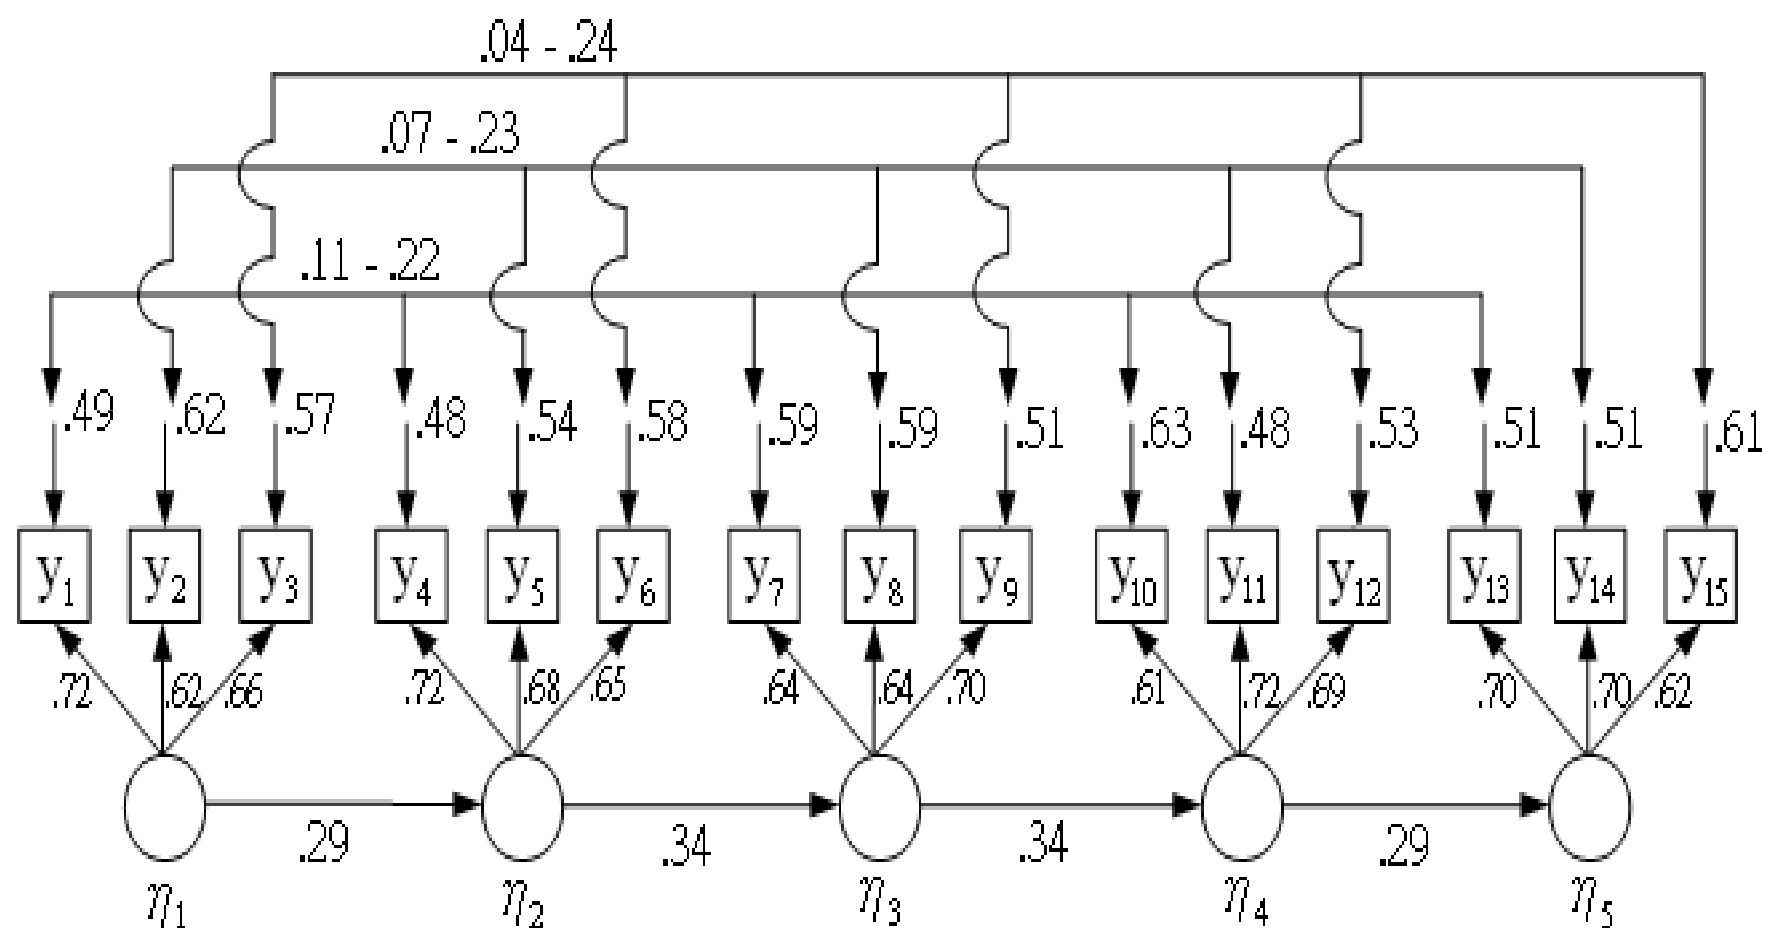 .04 - .24
.07 - .23
.11 - .22
.49 .62 .57 .48 .54 .58 .59 .59 .51 .63 .48 .53 .51 .51 .61
y1 y2 y3 y4 y5 y6 y7 y8 y9 y10 y11 y12 y13 y14 y15
.72 .62 .66 .72 .68 .65 .64 .64 .70 .61 .72 .69 .70 .70 .62
.29 .34 .34 .29
η1 η2 η3 η4 η5